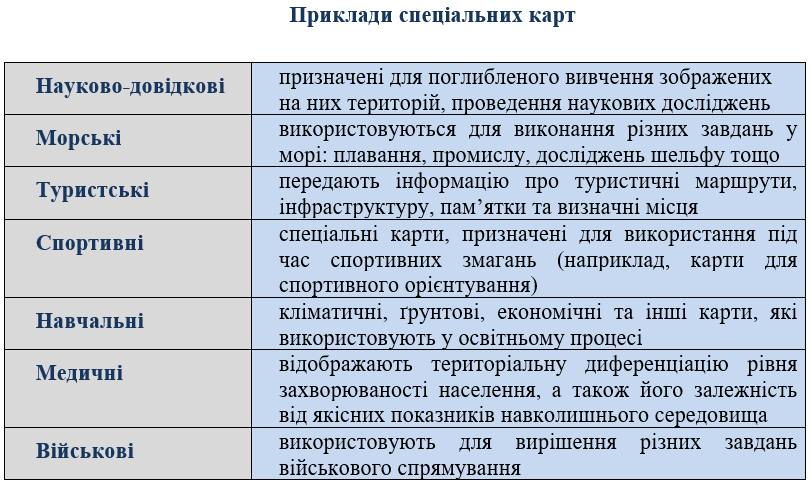 Приклади спеціальних карт
Науково-довідкові
призначені для поглибленого вивчення зображених
на них територій, проведення наукових досліджень
Морські
використовуються для виконання різних завдань у
морі: плавання, промислу, досліджень шельфу тощо
Туристські
передають інформацію про туристичні маршрути,
інфраструктуру, пам’ятки та визначні місця
Спортивні
спеціальні карти, призначені для використання під
час спортивних змагань (наприклад, карти для
спортивного орієнтування)
Навчальні
кліматичні, ґрунтові, економічні та інші карти, які
використовують у освітньому процесі
Медичні
відображають територіальну диференціацію рівня
захворюваності населення, а також його залежність
від якісних показників навколишнього середовища
Військові
використовують для вирішення різних завдань
військового спрямування